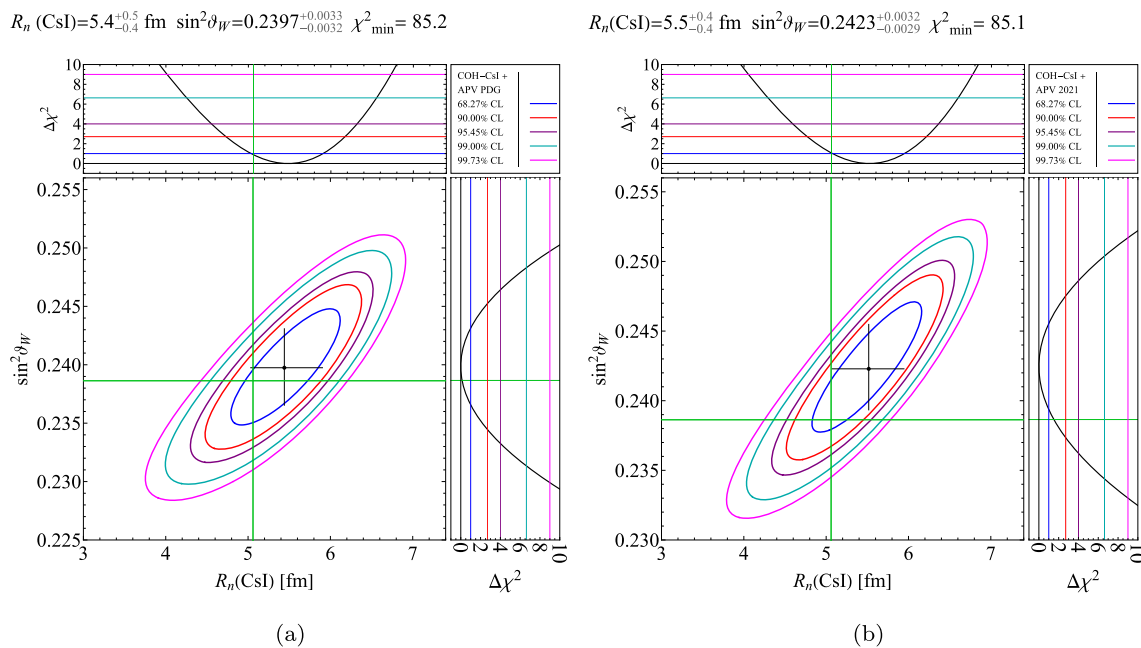 Rₙ (CsI)=5.4 +0.5 −0.4 fm sin²ϑ_W=0.2397 +0.0033 −0.0032 χ²min= 85.2
10
8
6
4
2
0
Δχ²
COH−CsI +
APV PDG
68.27% CL
90.00% CL
95.45% CL
99.00% CL
99.73% CL
0.255
0.250
0.245
0.240
0.235
0.230
0.225
sin²ϑ_W
3 4 5 6 7
Rₙ(CsI) [fm]
0 2 4 6 8 10
Δχ²
(a)
Rₙ(CsI)=5.5 +0.4 −0.4 fm sin²ϑ_W=0.2423 +0.0032 −0.0029 χ²min= 85.1
10
8
6
4
2
0
Δχ²
COH−CsI +
APV 2021
68.27% CL
90.00% CL
95.45% CL
99.00% CL
99.73% CL
0.255
0.250
0.245
0.240
0.235
0.230
sin²ϑ_W
3 4 5 6 7
Rₙ(CsI) [fm]
0 2 4 6 8 10
Δχ²
(b)